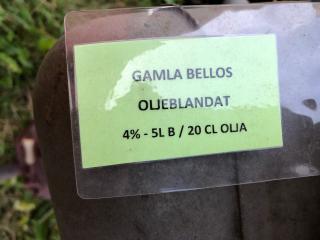 GAMLA BELLOS
OLJEBLANDAT
4% - 5L B / 20 CL OLJA